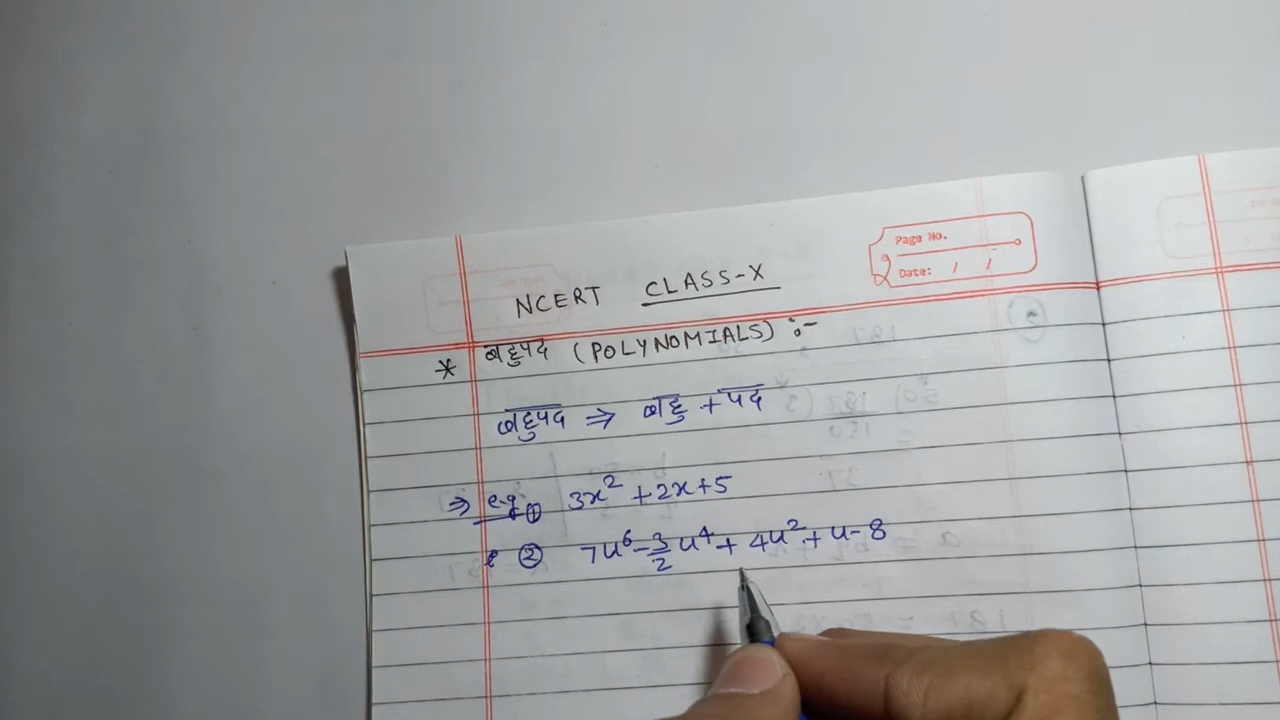 Page No.
Date: / /
NCERT CLASS-X
* बहुपद (POLYNOMIALS) :-
बहुपद ⇒ बहु + पद
⇒ e.g ① 3x² + 2x + 5
② 7u⁶ - 3/2 u⁴ + 4u² + u - 8